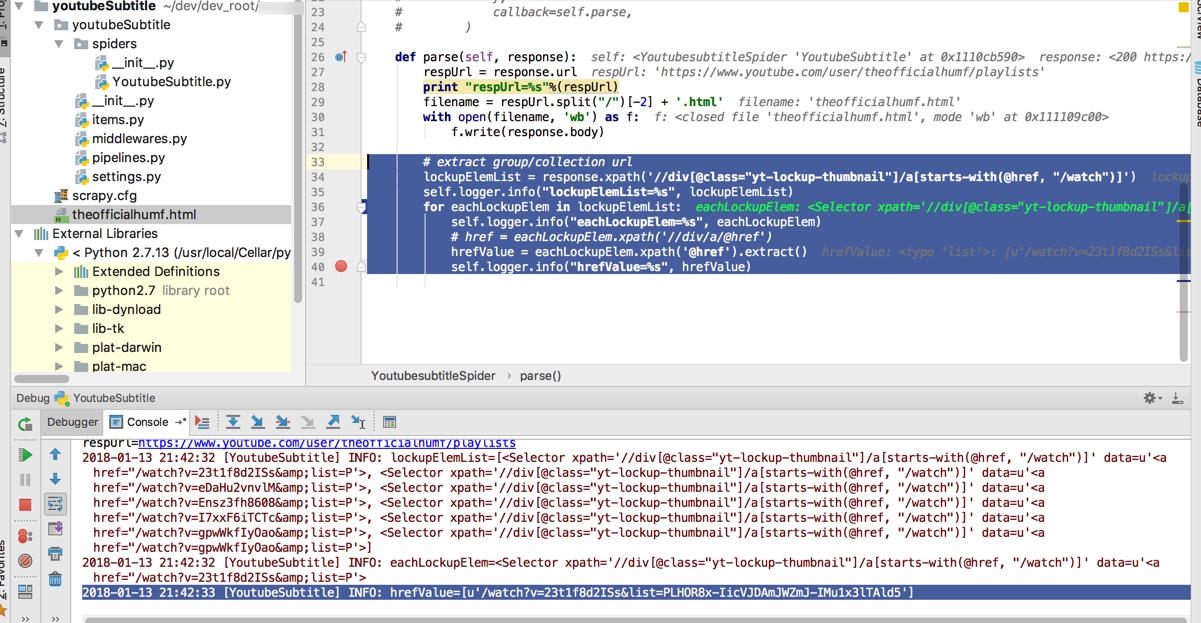 youtubeSubtitle ~/dev/dev_root/
youtubeSubtitle
spiders
__init__.py
YoutubeSubtitle.py
__init__.py
items.py
middlewares.py
pipelines.py
settings.py
scrapy.cfg
theofficialhumf.html
External Libraries
< Python 2.7.13 (/usr/local/Cellar/py
Extended Definitions
python2.7 library root
lib-dynload
lib-tk
plat-darwin
plat-mac
Z: Structure
23 # callback=self.parse,
24 # )
25
26 def parse(self, response): self: <YoutubesubtitleSpider 'YoutubeSubtitle' at 0x1110cb590> response: <200 https:/
27 respUrl = response.url respUrl: 'https://www.youtube.com/user/theofficialhumf/playlists'
28 print "respUrl=%s"%(respUrl)
29 filename = respUrl.split("/")[-2] + '.html' filename: 'theofficialhumf.html'
30 with open(filename, 'wb') as f: f: <closed file 'theofficialhumf.html', mode 'wb' at 0x111109c00>
31 f.write(response.body)
32
33 # extract group/collection url
34 lockupElemList = response.xpath('//div[@class="yt-lockup-thumbnail"]/a[starts-with(@href, "/watch")]') lockup
35 self.logger.info("lockupElemList=%s", lockupElemList)
36 for eachLockupElem in lockupElemList: eachLockupElem: <Selector xpath='//div[@class="yt-lockup-thumbnail"]/a[
37 self.logger.info("eachLockupElem=%s", eachLockupElem)
38 # href = eachLockupElem.xpath('//div/a/@href')
39 hrefValue = eachLockupElem.xpath('@href').extract() hrefValue: <type 'list'>: [u'/watch?v=23t1f8d2ISs&lis
40 self.logger.info("hrefValue=%s", hrefValue)
41
YoutubesubtitleSpider › parse()
Database
Debug YoutubeSubtitle
Debugger Console
respUrl=https://www.youtube.com/user/theofficialhumf/playlists
2018-01-13 21:42:32 [YoutubeSubtitle] INFO: lockupElemList=[<Selector xpath='//div[@class="yt-lockup-thumbnail"]/a[starts-with(@href, "/watch")]' data=u'<a
href="/watch?v=23t1f8d2ISs&amp;list=P'>, <Selector xpath='//div[@class="yt-lockup-thumbnail"]/a[starts-with(@href, "/watch")]' data=u'<a
href="/watch?v=eDaHu2vnvlM&amp;list=P'>, <Selector xpath='//div[@class="yt-lockup-thumbnail"]/a[starts-with(@href, "/watch")]' data=u'<a
href="/watch?v=Ensz3fh8608&amp;list=P'>, <Selector xpath='//div[@class="yt-lockup-thumbnail"]/a[starts-with(@href, "/watch")]' data=u'<a
href="/watch?v=I7xxF6iTCTc&amp;list=P'>, <Selector xpath='//div[@class="yt-lockup-thumbnail"]/a[starts-with(@href, "/watch")]' data=u'<a
href="/watch?v=gpwWkfIyOao&amp;list=P'>, <Selector xpath='//div[@class="yt-lockup-thumbnail"]/a[starts-with(@href, "/watch")]' data=u'<a
href="/watch?v=gpwWkfIyOao&amp;list=P'>]
2018-01-13 21:42:32 [YoutubeSubtitle] INFO: eachLockupElem=<Selector xpath='//div[@class="yt-lockup-thumbnail"]/a[starts-with(@href, "/watch")]' data=u'<a
href="/watch?v=23t1f8d2ISs&amp;list=P'>
2018-01-13 21:42:33 [YoutubeSubtitle] INFO: hrefValue=[u'/watch?v=23t1f8d2ISs&list=PLHOR8x-IicVJDAmJWZmJ-IMu1x3lTAld5']
Favorites